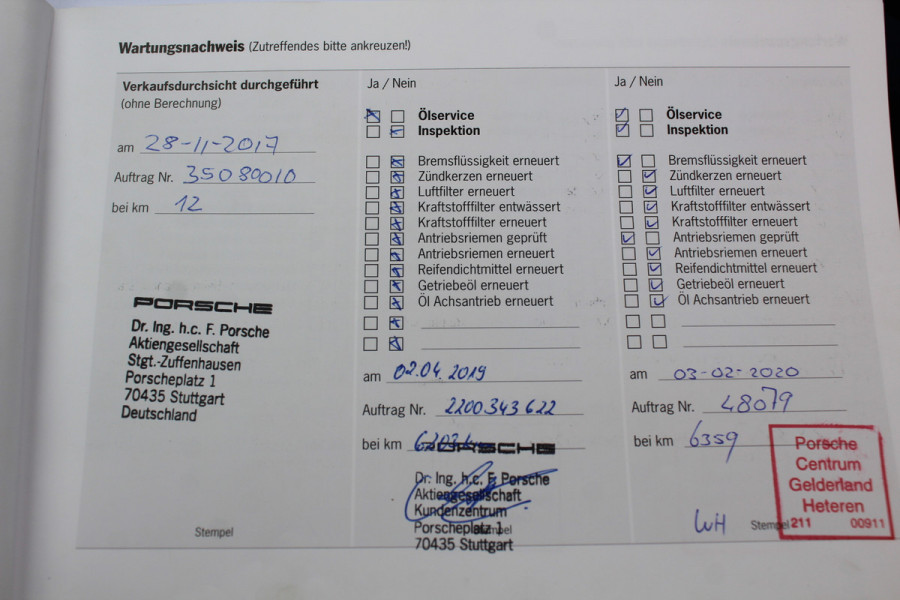 Wartungsnachweis (Zutreffendes bitte ankreuzen!)
Verkaufsdurchsicht durchgeführt
(ohne Berechnung)
am 28-11-2017
Auftrag Nr. 35080010
bei km 12
PORSCHE
Dr. Ing. h.c. F. Porsche
Aktiengesellschaft
Stgt.-Zuffenhausen
Porscheplatz 1
70435 Stuttgart
Deutschland
Stempel
Ja / Nein
Ölservice
Inspektion
Bremsflüssigkeit erneuert
Zündkerzen erneuert
Luftfilter erneuert
Kraftstofffilter entwässert
Kraftstofffilter erneuert
Antriebsriemen geprüft
Antriebsriemen erneuert
Reifendichtmittel erneuert
Getriebeöl erneuert
Öl Achsantrieb erneuert
am 02.04.2019
Auftrag Nr. 2200343622
bei km
PORSCHE
Dr. Ing. h.c. F. Porsche
Aktiengesellschaft
Kundenzentrum
Porscheplatz 1
Stempel
70435 Stuttgart
Ja / Nein
Ölservice
Inspektion
Bremsflüssigkeit erneuert
Zündkerzen erneuert
Luftfilter erneuert
Kraftstofffilter entwässert
Kraftstofffilter erneuert
Antriebsriemen geprüft
Antriebsriemen erneuert
Reifendichtmittel erneuert
Getriebeöl erneuert
Öl Achsantrieb erneuert
am 03-02-2020
Auftrag Nr. 48079
bei km 6359
Porsche
Centrum
Gelderland
Heteren
211 00911
WH
Stempel